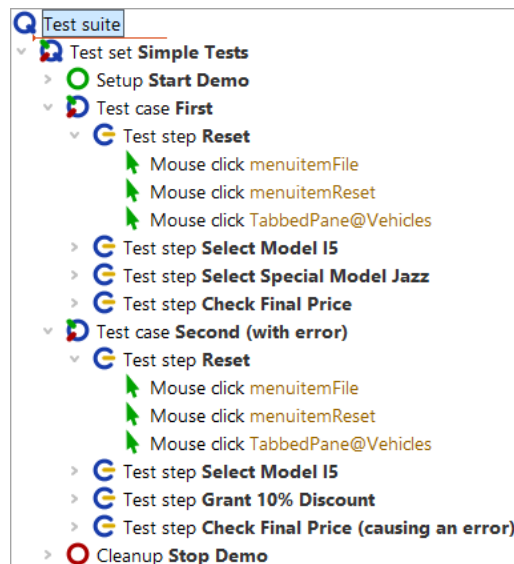 Test suite
Test set Simple Tests
Setup Start Demo
Test case First
Test step Reset
Mouse click menuitemFile
Mouse click menuitemReset
Mouse click TabbedPane@Vehicles
Test step Select Model I5
Test step Select Special Model Jazz
Test step Check Final Price
Test case Second (with error)
Test step Reset
Mouse click menuitemFile
Mouse click menuitemReset
Mouse click TabbedPane@Vehicles
Test step Select Model I5
Test step Grant 10% Discount
Test step Check Final Price (causing an error)
Cleanup Stop Demo